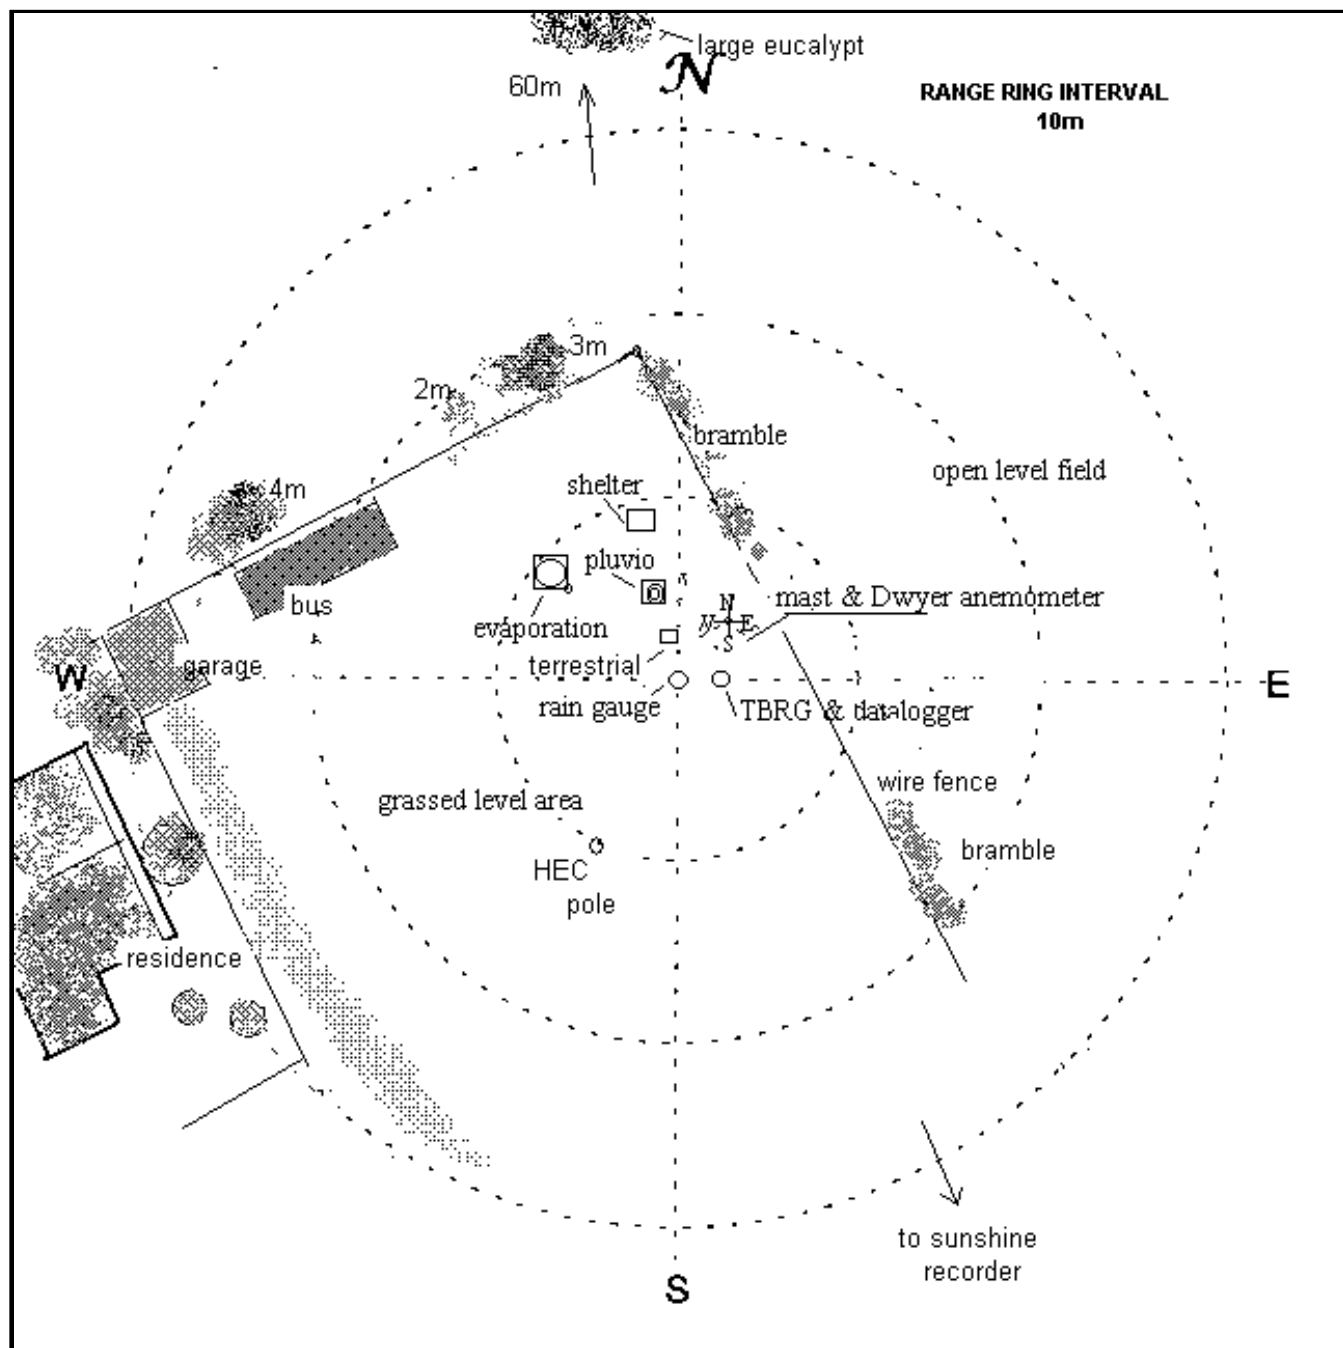 large eucalypt
N
60m
RANGE RING INTERVAL
10m
3m
2m
bramble
open level field
4m
shelter
pluvio
bus
mast & Dwyer anemometer
evaporation
N
W E
S
terrestrial
garage
W
E
rain gauge
TBRG & datalogger
wire fence
grassed level area
bramble
HEC
pole
residence
to sunshine
recorder
S